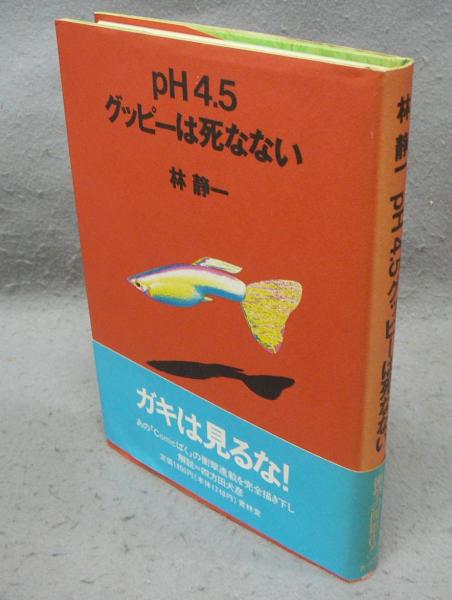 pH4.5
グッピーは死なない
林 静一
ガキは見るな!
あの「Comicばく」の衝撃連載を完全描き下し
解説=四方田犬彦
定価1800円(本体1748円) 青林堂
林 静一 pH4.5グッピーは死なない